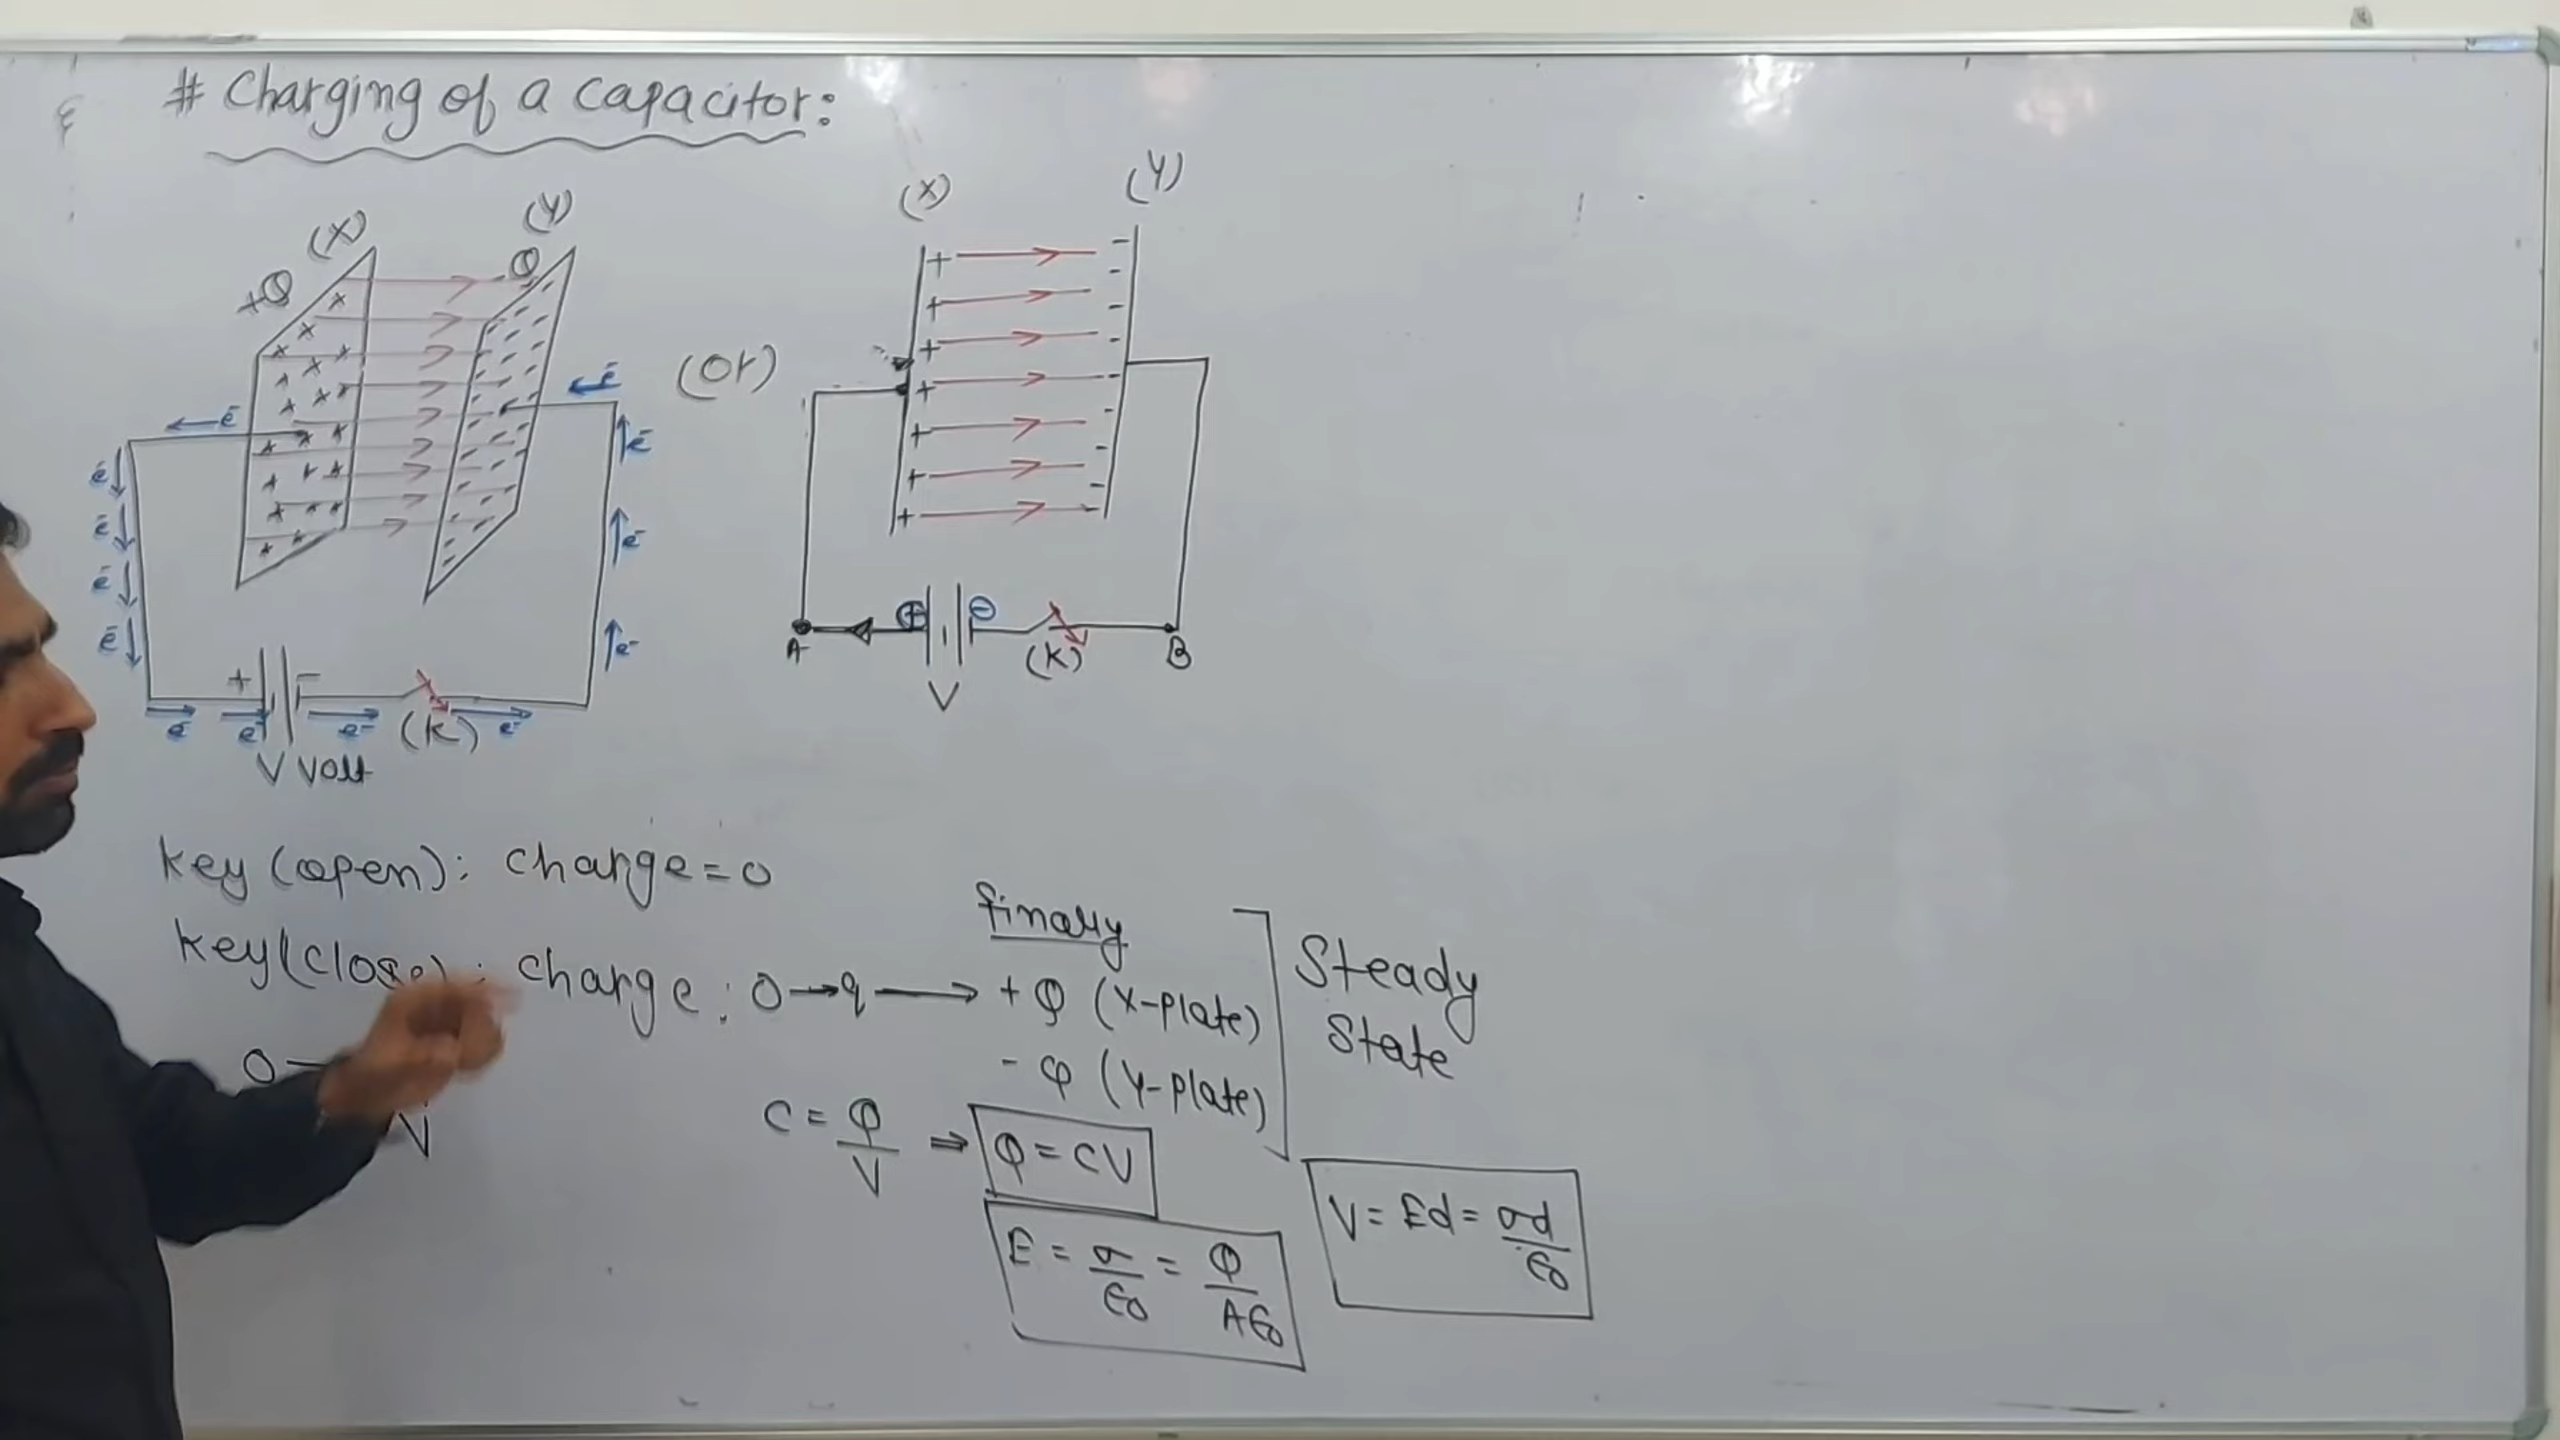 # Charging of a capacitor:
(X)
(Y)
+Q
-Q
e-
e-
e-
e-
e-
e-
e-
e-
e-
e-
e-
e-
e-
+ -
(K)
V Volt
(or)
(X)
(Y)
+ -
A
(K)
B
V
key (open): charge = 0
key (close): charge: 0 → q → + Q (X-plate)
finally
- Q (Y-plate)
Steady
State
0 –
V
C = Q/V ⇒ Q = CV
E = σ/ϵ0 = Q/Aϵ0
V = Ed = σd/ϵ0